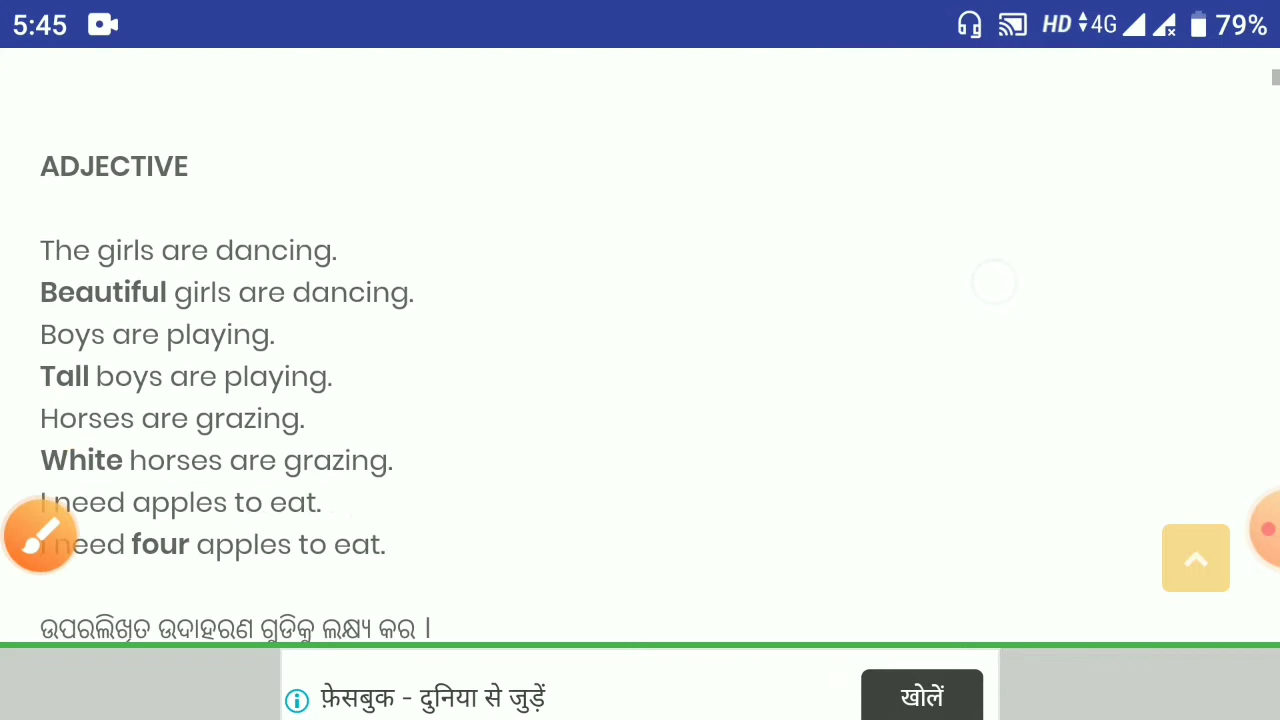 5:45 HD 4G 79%
ADJECTIVE
The girls are dancing.
Beautiful girls are dancing.
Boys are playing.
Tall boys are playing.
Horses are grazing.
White horses are grazing.
I need apples to eat.
I need four apples to eat.
ଉପରଲିଖିତ ଉଦାହରଣ ଗୁଡିକୁ ଲକ୍ଷ୍ୟ କର |
फ़ेसबुक - दुनिया से जुड़ें
खोलें